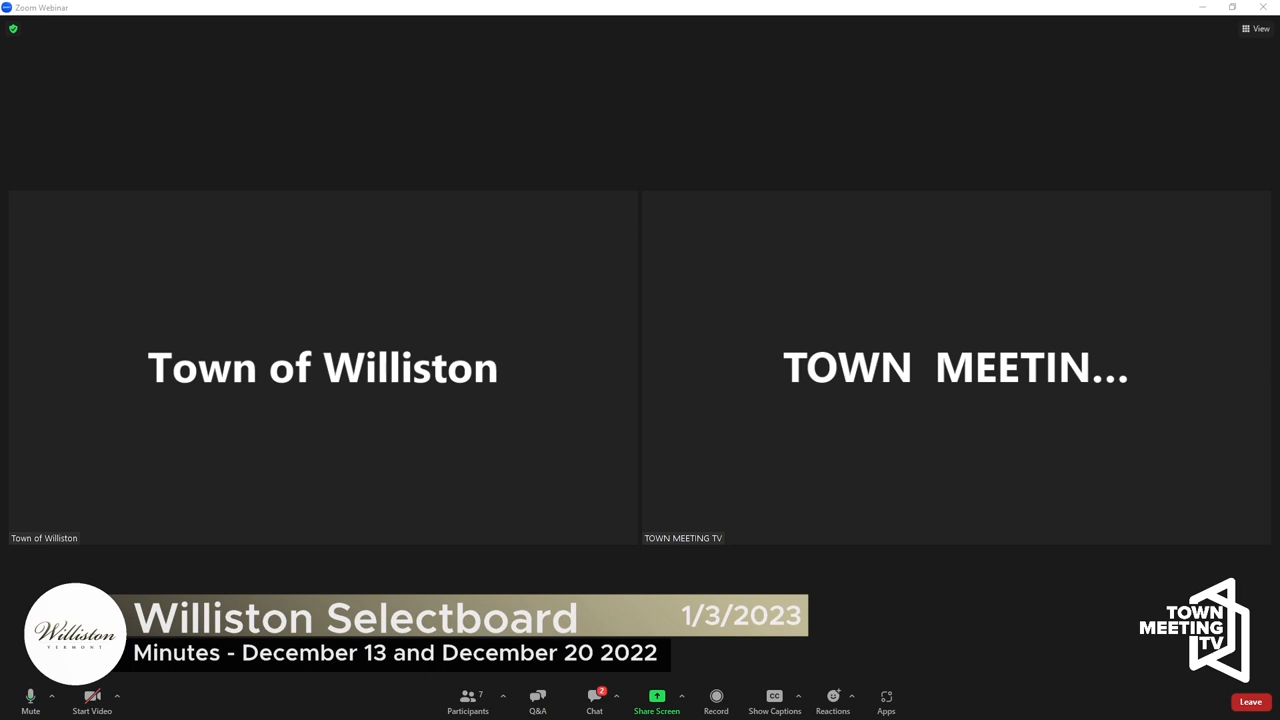 Zoom Webinar
View
Town of Williston
TOWN MEETIN...
Town of Williston
TOWN MEETING TV
Williston Selectboard 1/3/2023
Minutes - December 13 and December 20 2022
Williston
VERMONT
TOWN
MEETING
TV
Mute
Start Video
Participants 7
Q&A
Chat 2
Share Screen
Record
CC
Show Captions
Reactions
Apps
Leave